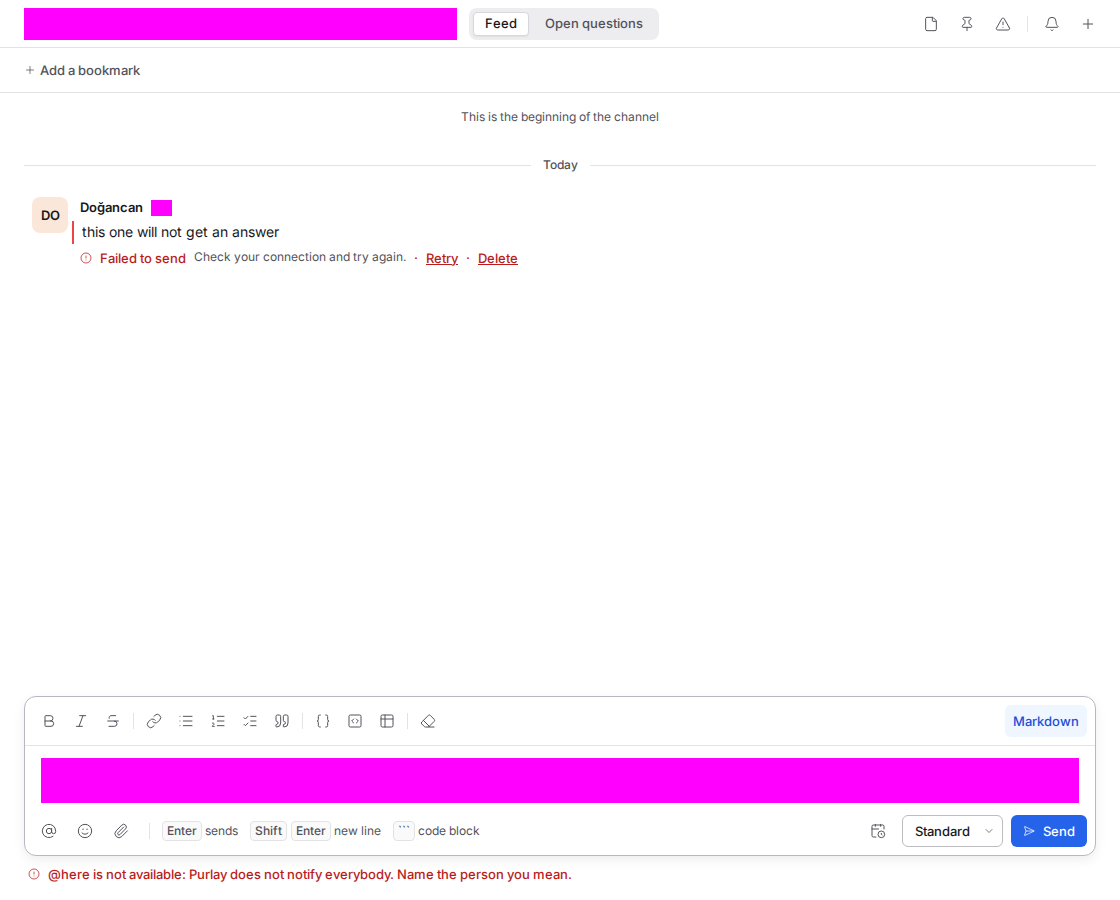 Feed Open questions
+ Add a bookmark
This is the beginning of the channel
Today
DO Doğancan
this one will not get an answer
Failed to send Check your connection and try again. · Retry · Delete
Markdown
Enter sends Shift Enter new line ``` code block Standard Send
@here is not available: Purlay does not notify everybody. Name the person you mean.